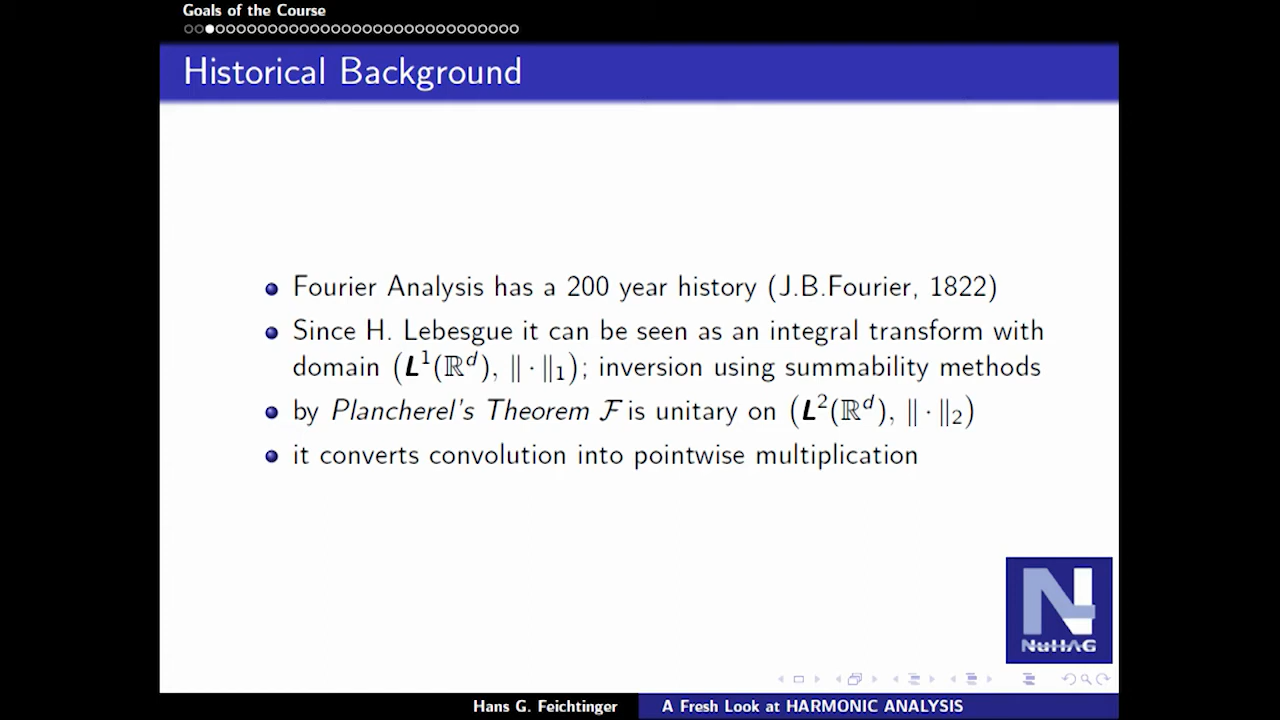 Goals of the Course
Historical Background
Fourier Analysis has a 200 year history (J.B.Fourier, 1822)
Since H. Lebesgue it can be seen as an integral transform with
domain (L¹(ℝᵈ), ‖·‖₁); inversion using summability methods
by Plancherel's Theorem ℱ is unitary on (L²(ℝᵈ), ‖·‖₂)
it converts convolution into pointwise multiplication
N
NuHAG
Hans G. Feichtinger
A Fresh Look at HARMONIC ANALYSIS